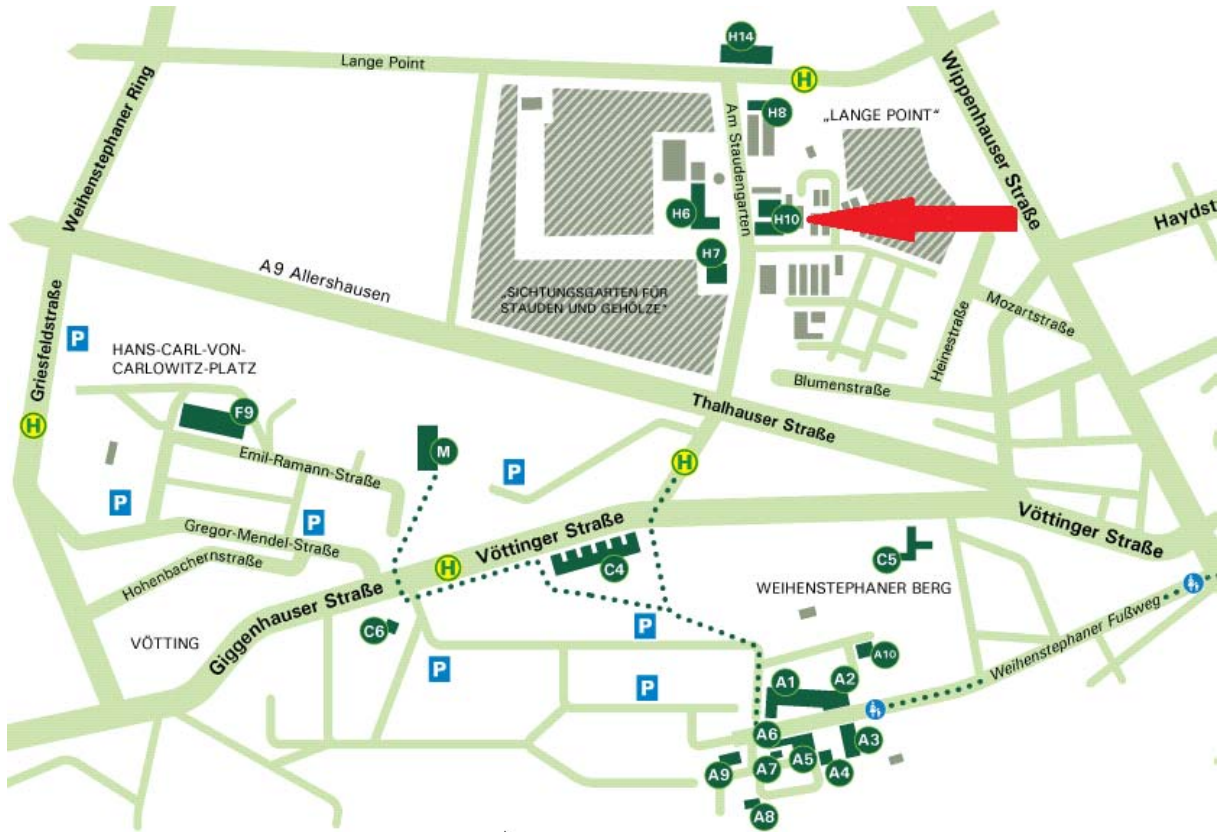 H14
Lange Point
H
Weihenstephaner Ring
Wippenhauser Straße
H8
Am Staudengarten
„LANGE POINT“
H6
H10
Haydst
H7
A9 Allershausen
„SICHTUNGSGARTEN FÜR
STAUDEN UND GEHÖLZE“
Mozartstraße
Heinestraße
Griesfeldstraße
P
HANS-CARL-VON-
CARLOWITZ-PLATZ
Blumenstraße
F9
Thalhauser Straße
H
M
Emil-Ramann-Straße
H
P
P
P
Gregor-Mendel-Straße
Vöttinger Straße
Vöttinger Straße
Hohenbachernstraße
H
C4
C5
WEIHENSTEPHANER BERG
Giggenhauser Straße
VÖTTING
C6
P
P
P
Weihenstephaner Fußweg
A10
A1
A2
A6
A3
A9
A7
A5
A4
A8